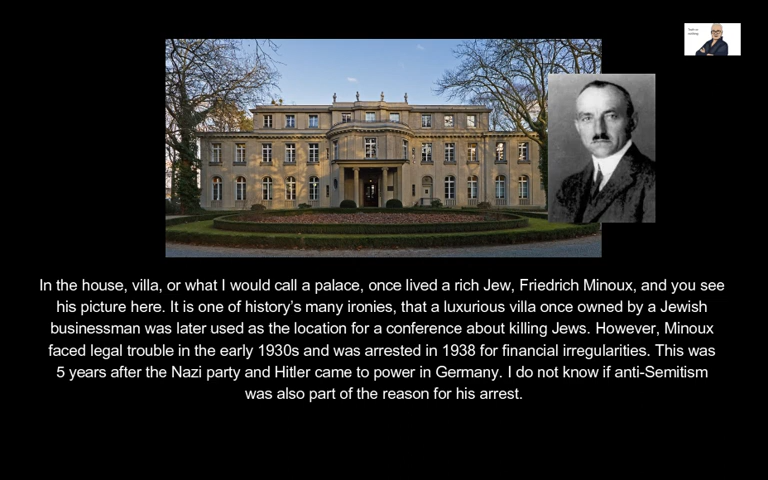 In the house, villa, or what I would call a palace, once lived a rich Jew, Friedrich Minoux, and you see
his picture here. It is one of history's many ironies, that a luxurious villa once owned by a Jewish
businessman was later used as the location for a conference about killing Jews. However, Minoux
faced legal trouble in the early 1930s and was arrested in 1938 for financial irregularities. This was
5 years after the Nazi party and Hitler came to power in Germany. I do not know if anti-Semitism
was also part of the reason for his arrest.